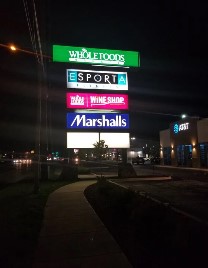 WHOLE FOODS
ESPORTA
WINE SHOP
Marshalls
AT&T